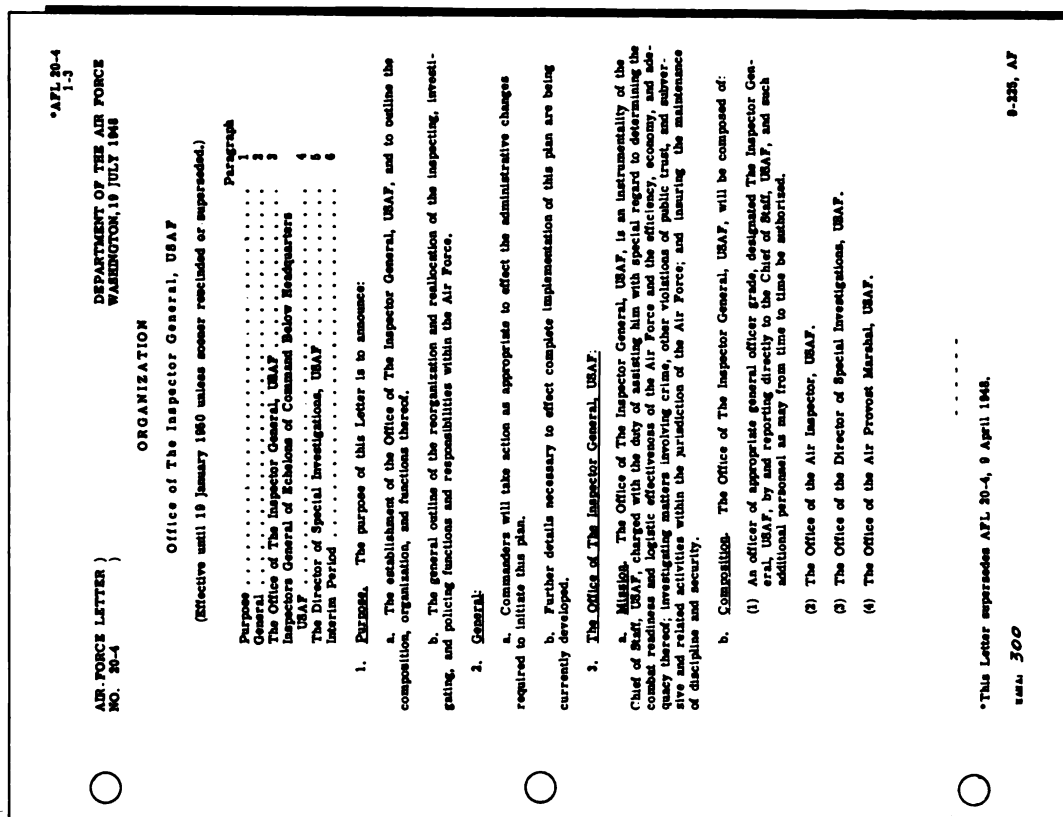 *AFL 20-4
1-3
AIR FORCE LETTER )
NO. 20-4 )
DEPARTMENT OF THE AIR FORCE
WASHINGTON, 19 JULY 1948
ORGANIZATION
Office of The Inspector General, USAF
(Effective until 19 January 1950 unless sooner rescinded or superseded.)
Paragraph
Purpose . . . . . . . . . . . . . . . . . . . . 1
General . . . . . . . . . . . . . . . . . . . . 2
The Office of The Inspector General, USAF . . . . . . . . . . 3
Inspectors General of Echelons of Command Below Headquarters
USAF . . . . . . . . . . . . . . . . . . . . 4
The Director of Special Investigations, USAF . . . . . . . . . . 5
Interim Period . . . . . . . . . . . . . . . . . . . . 6
1. Purpose. The purpose of this Letter is to announce:
a. The establishment of the Office of The Inspector General, USAF, and to outline the
composition, organization, and functions thereof.
b. The general outline of the reorganization and reallocation of the inspecting, investi-
gating, and policing functions and responsibilities within the Air Force.
2. General:
a. Commanders will take action as appropriate to effect the administrative changes
required to initiate this plan.
b. Further details necessary to effect complete implementation of this plan are being
currently developed.
3. The Office of The Inspector General, USAF:
a. Mission. The Office of The Inspector General, USAF, is an instrumentality of the
Chief of Staff, USAF, charged with the duty of assisting him with special regard to determining the
combat readiness and logistic effectiveness of the Air Force and the efficiency, economy, and ade-
quacy thereof; investigating matters involving crime, other violations of public trust, and subver-
sive and related activities within the jurisdiction of the Air Force; and insuring the maintenance
of discipline and security.
b. Composition. The Office of The Inspector General, USAF, will be composed of:
(1) An officer of appropriate general officer grade, designated The Inspector Gen-
eral, USAF, by and reporting directly to the Chief of Staff, USAF, and such
additional personnel as may from time to time be authorized.
(2) The Office of the Air Inspector, USAF.
(3) The Office of the Director of Special Investigations, USAF.
(4) The Office of the Air Provost Marshal, USAF.
- - - - - -
*This Letter supersedes AFL 20-4, 9 April 1948.
300
8-225, AF